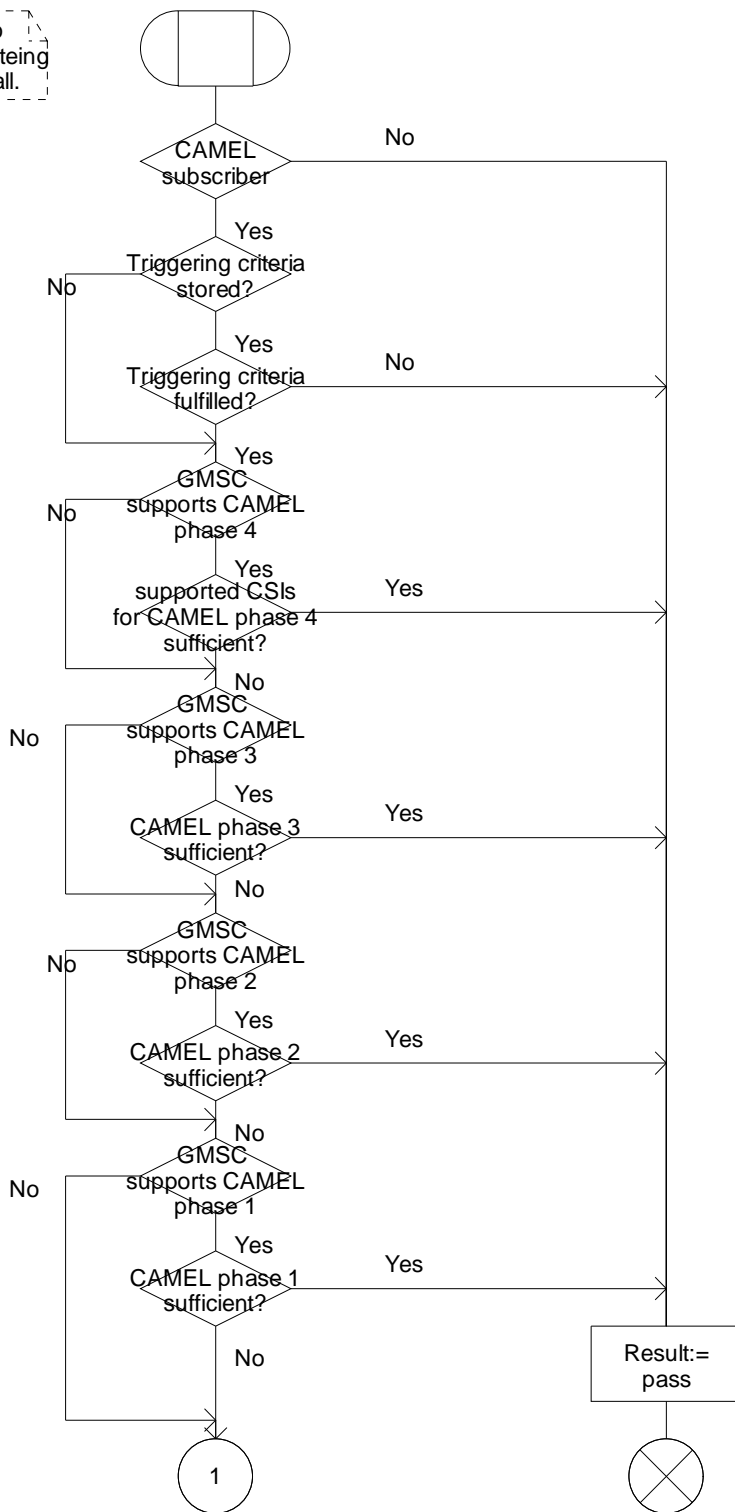 all.
CAMEL
subscriber
No
Yes
Triggering criteria
stored?
No
Yes
Triggering criteria
fulfilled?
No
Yes
GMSC
supports CAMEL
phase 4
No
Yes
supported CSIs
for CAMEL phase 4
sufficient?
Yes
No
GMSC
supports CAMEL
phase 3
No
Yes
CAMEL phase 3
sufficient?
Yes
No
GMSC
supports CAMEL
phase 2
No
Yes
CAMEL phase 2
sufficient?
Yes
No
GMSC
supports CAMEL
phase 1
No
Yes
CAMEL phase 1
sufficient?
Yes
No
Result:=
pass
1